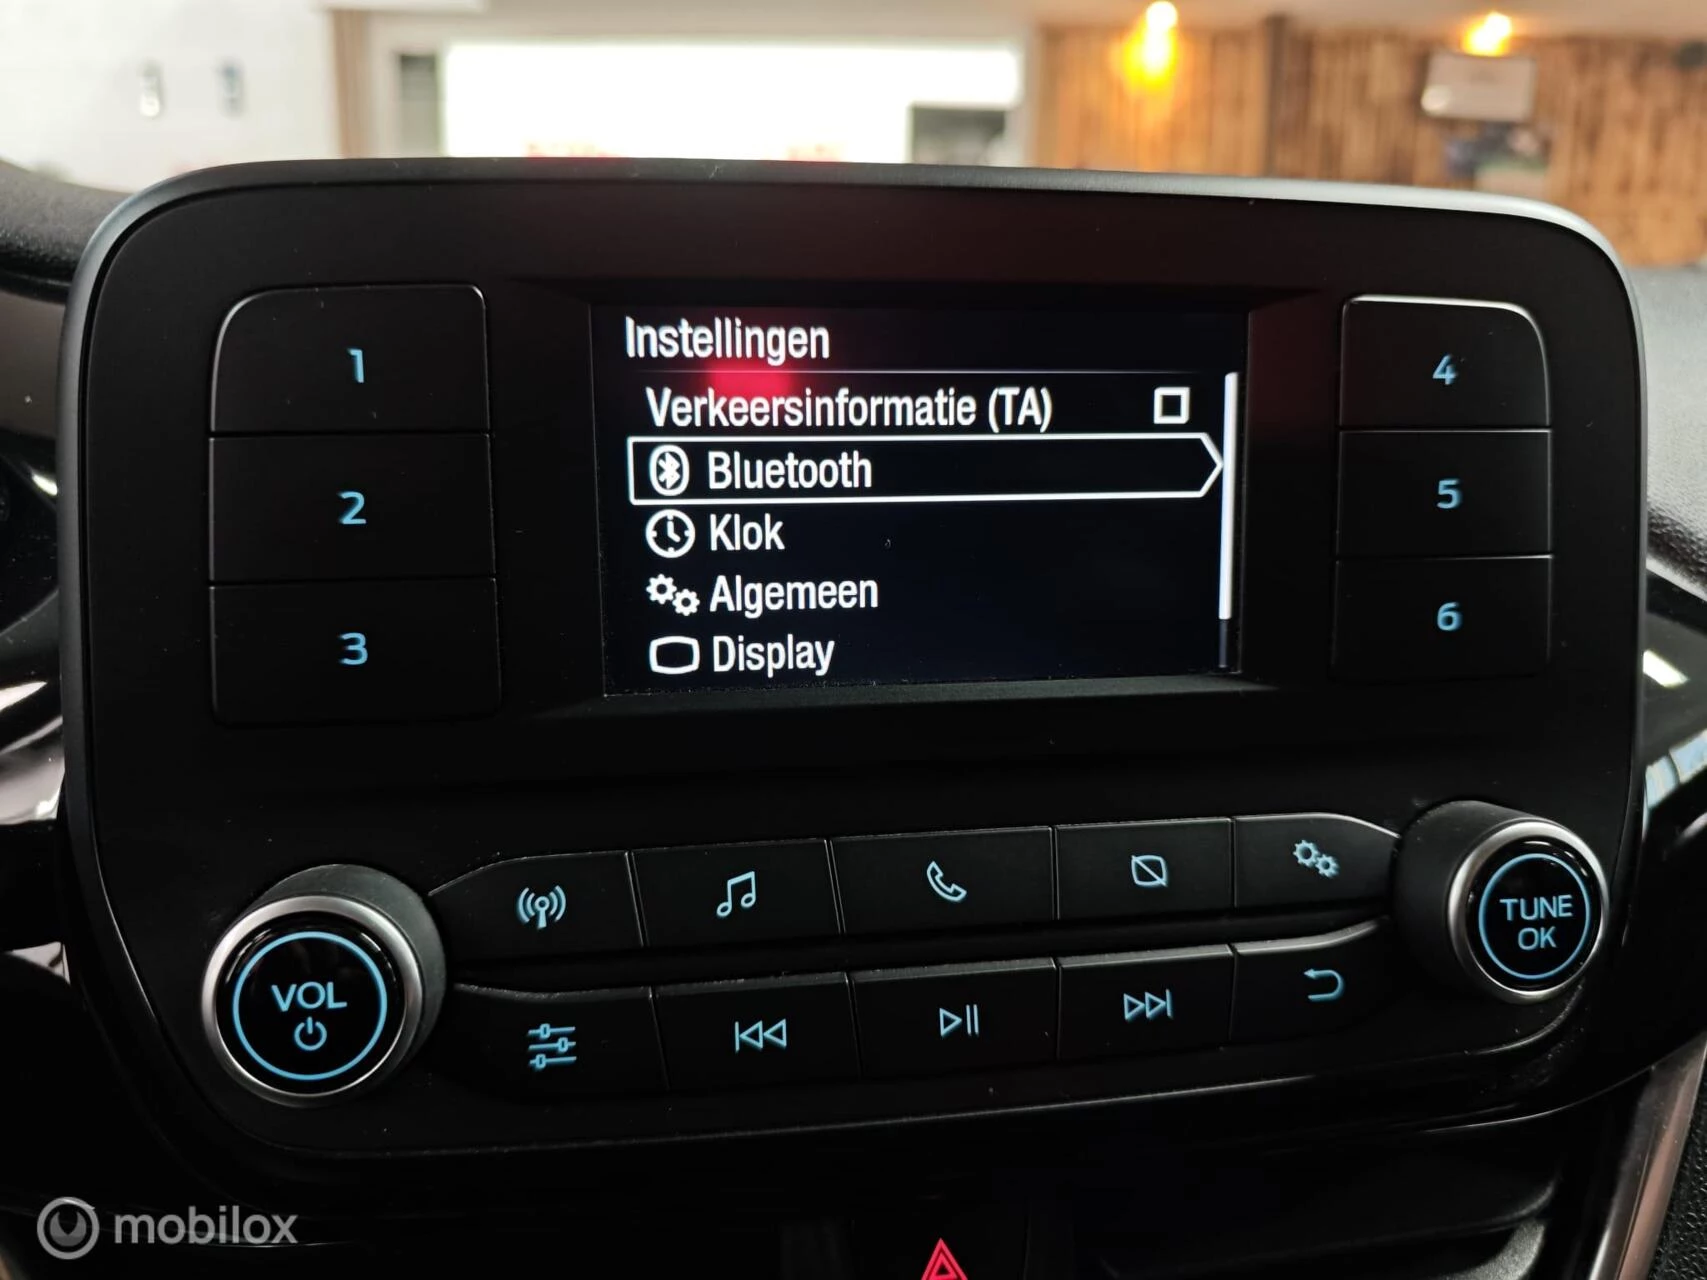 Instellingen
Verkeersinformatie (TA)
Bluetooth
Klok
Algemeen
Display
1
2
3
4
5
6
VOL
TUNE
OK
mobilox